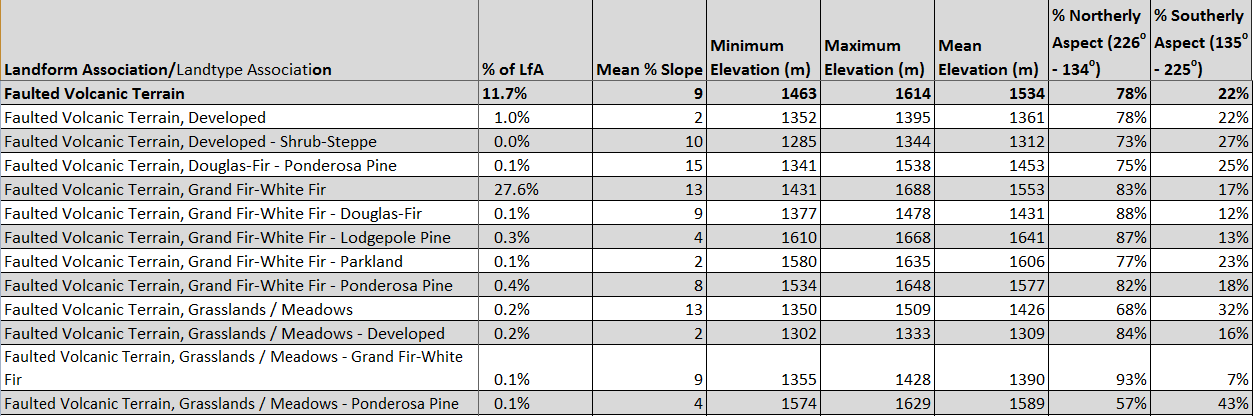 Landform Association/Landtype Association | % of LfA | Mean % Slope | Minimum Elevation (m) | Maximum Elevation (m) | Mean Elevation (m) | % Northerly Aspect (226° - 134°) | % Southerly Aspect (135° - 225°)
Faulted Volcanic Terrain | 11.7% | 9 | 1463 | 1614 | 1534 | 78% | 22%
Faulted Volcanic Terrain, Developed | 1.0% | 2 | 1352 | 1395 | 1361 | 78% | 22%
Faulted Volcanic Terrain, Developed - Shrub-Steppe | 0.0% | 10 | 1285 | 1344 | 1312 | 73% | 27%
Faulted Volcanic Terrain, Douglas-Fir - Ponderosa Pine | 0.1% | 15 | 1341 | 1538 | 1453 | 75% | 25%
Faulted Volcanic Terrain, Grand Fir-White Fir | 27.6% | 13 | 1431 | 1688 | 1553 | 83% | 17%
Faulted Volcanic Terrain, Grand Fir-White Fir - Douglas-Fir | 0.1% | 9 | 1377 | 1478 | 1431 | 88% | 12%
Faulted Volcanic Terrain, Grand Fir-White Fir - Lodgepole Pine | 0.3% | 4 | 1610 | 1668 | 1641 | 87% | 13%
Faulted Volcanic Terrain, Grand Fir-White Fir - Parkland | 0.1% | 2 | 1580 | 1635 | 1606 | 77% | 23%
Faulted Volcanic Terrain, Grand Fir-White Fir - Ponderosa Pine | 0.4% | 8 | 1534 | 1648 | 1577 | 82% | 18%
Faulted Volcanic Terrain, Grasslands / Meadows | 0.2% | 13 | 1350 | 1509 | 1426 | 68% | 32%
Faulted Volcanic Terrain, Grasslands / Meadows - Developed | 0.2% | 2 | 1302 | 1333 | 1309 | 84% | 16%
Faulted Volcanic Terrain, Grasslands / Meadows - Grand Fir-White Fir | 0.1% | 9 | 1355 | 1428 | 1390 | 93% | 7%
Faulted Volcanic Terrain, Grasslands / Meadows - Ponderosa Pine | 0.1% | 4 | 1574 | 1629 | 1589 | 57% | 43%